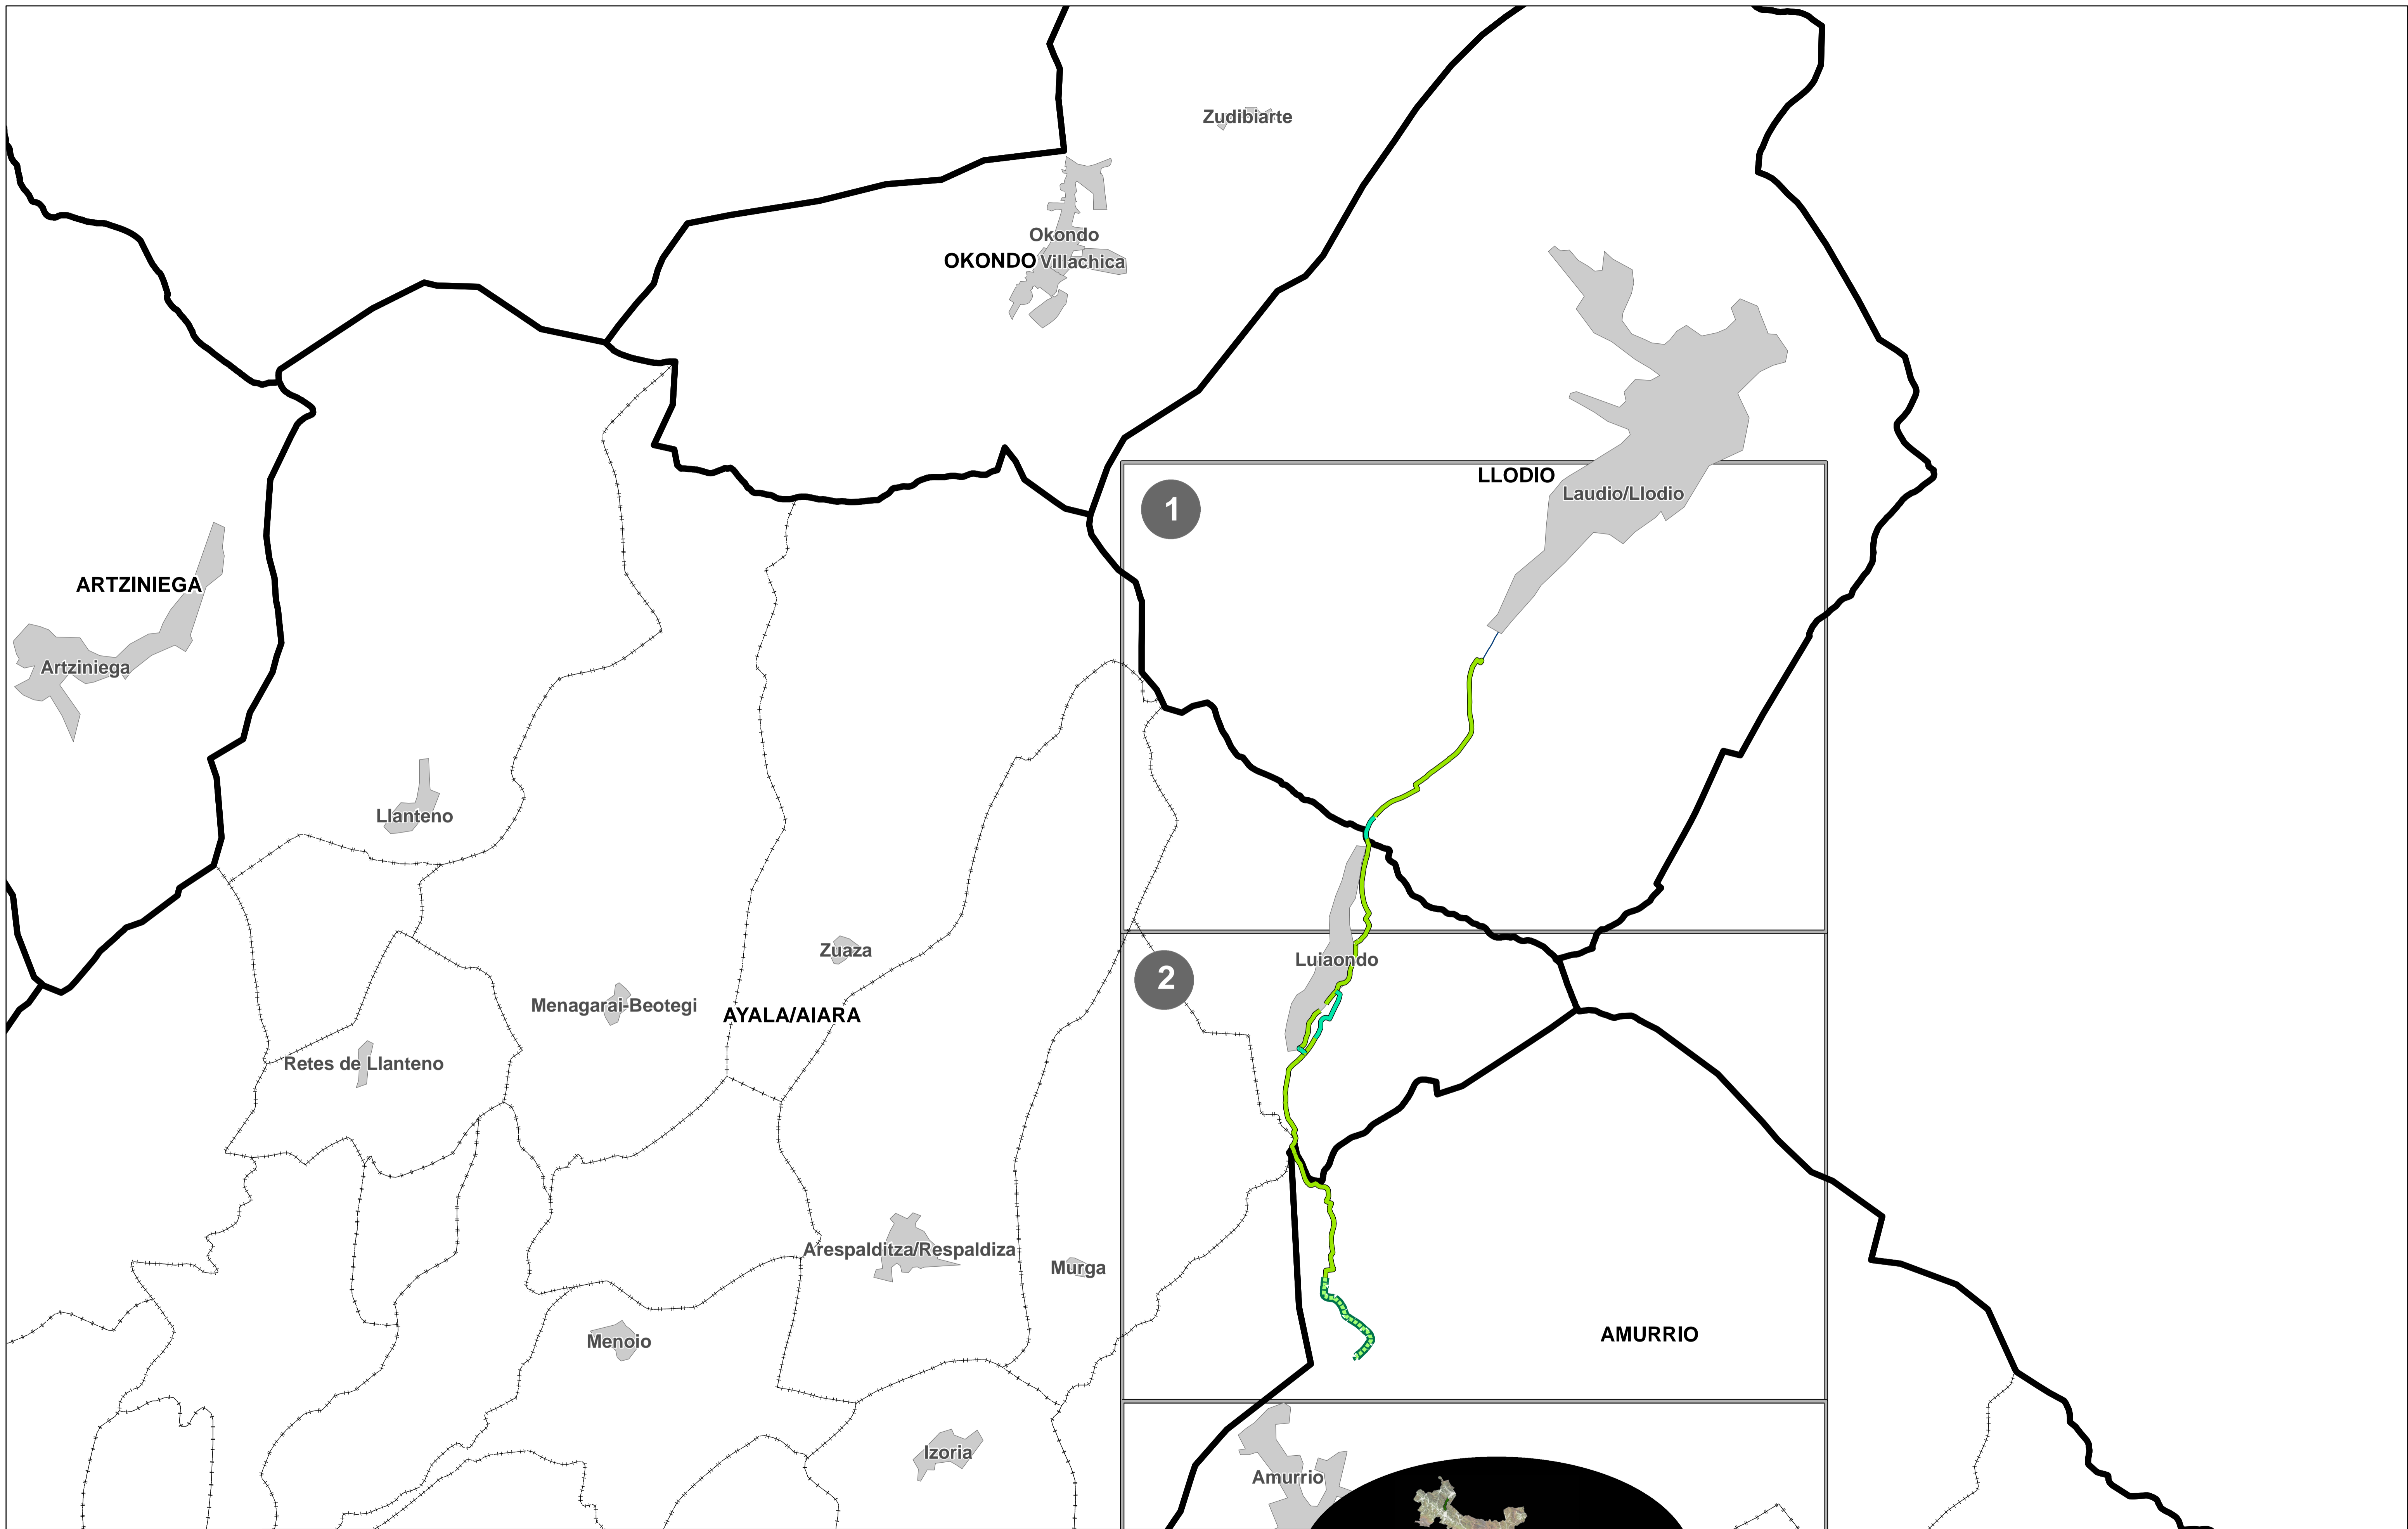 Zudibiarte
Okondo
OKONDO Villachica
LLODIO
Laudio/Llodio
1
ARTZINIEGA
Artziniega
Llanteno
Zuaza
Luiaondo
2
Menagarai-Beotegi
AYALA/AIARA
Retes de Llanteno
Arespalditza/Respaldiza
Murga
Menoio
AMURRIO
Izoria
Amurrio